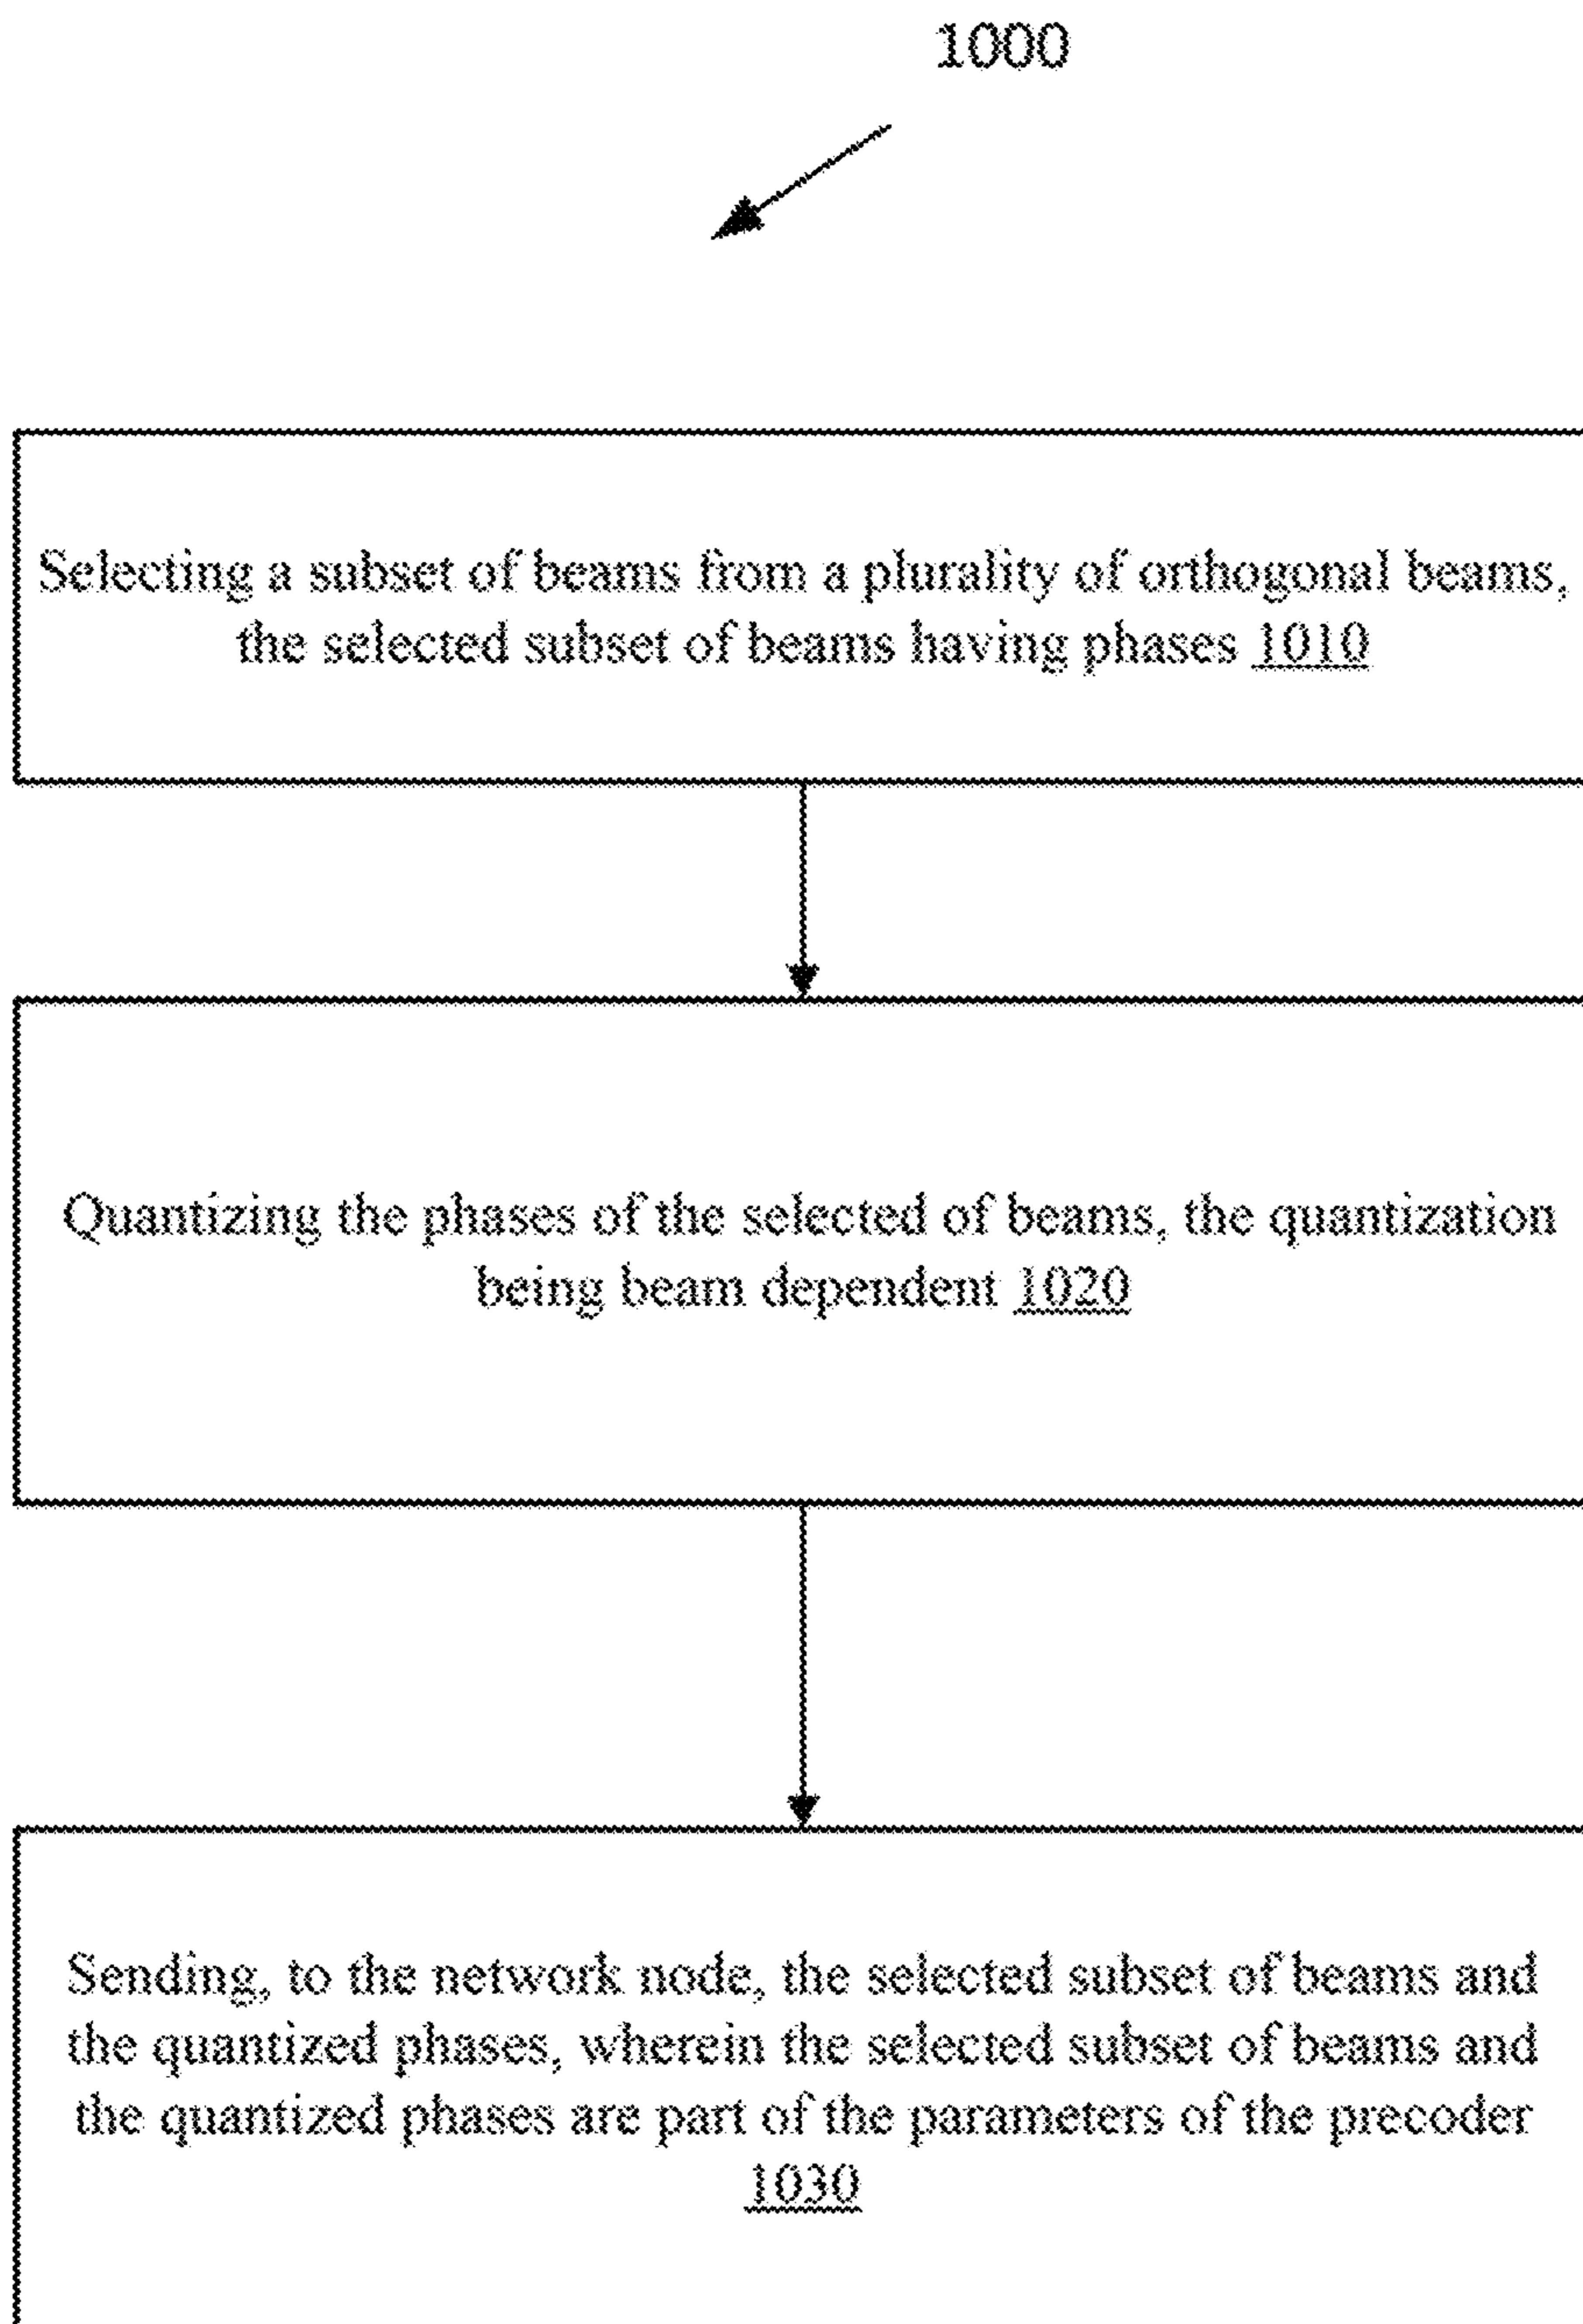 1000
Selecting a subset of beams from a plurality of orthogonal beams,
the selected subset of beams having phases 1010
Quantizing the phases of the selected of beams, the quantization
being beam dependent 1020
Sending, to the network node, the selected subset of beams and
the quantized phases, wherein the selected subset of beams and
the quantized phases are part of the parameters of the precoder
1030